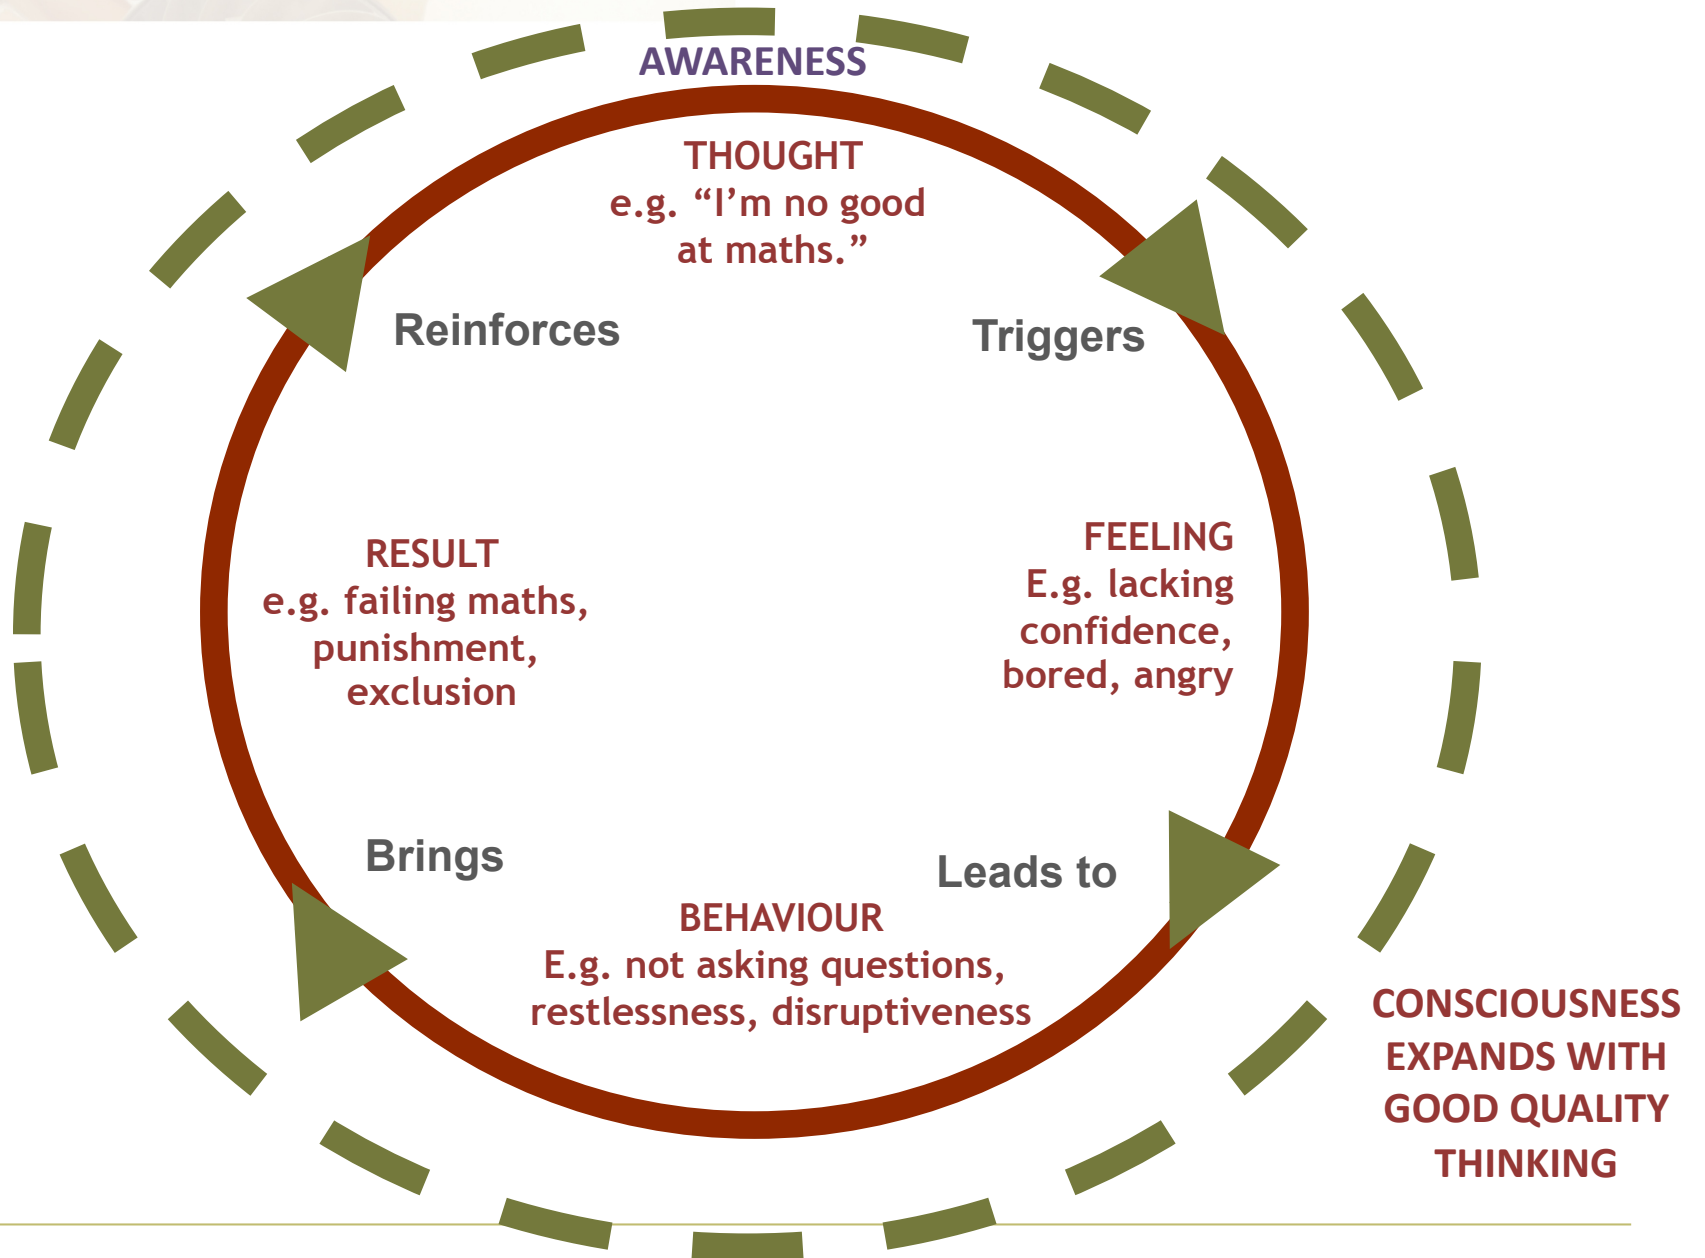 AWARENESS
THOUGHT
e.g. “I’m no good
at maths.”
Reinforces
Triggers
FEELING
E.g. lacking
confidence,
bored, angry
RESULT
e.g. failing maths,
punishment,
exclusion
Brings
Leads to
BEHAVIOUR
E.g. not asking questions,
restlessness, disruptiveness
CONSCIOUSNESS
EXPANDS WITH
GOOD QUALITY
THINKING